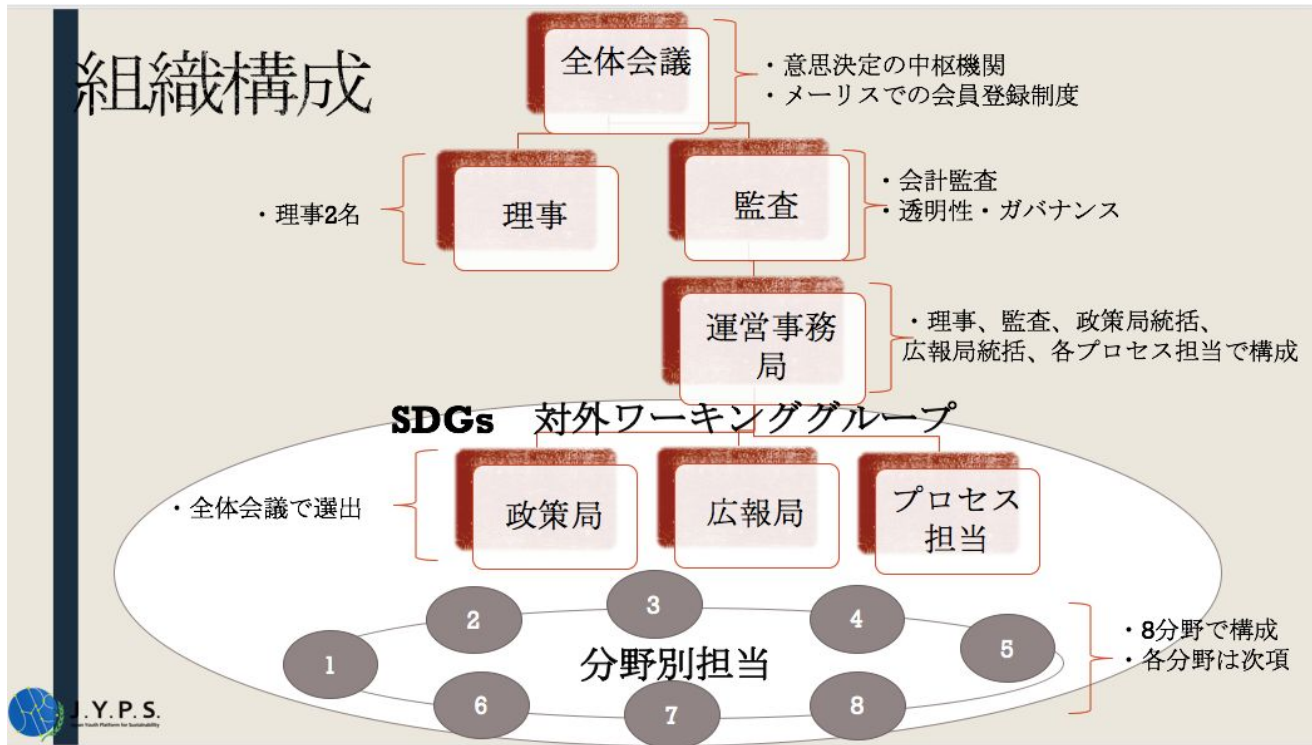 組織構成
全体会議
・意思決定の中枢機関
・メーリスでの会員登録制度
・理事2名
理事
監査
・会計監査
・透明性・ガバナンス
運営事務
局
・理事、監査、政策局統括、
広報局統括、各プロセス担当で構成
SDGs 対外ワーキンググループ
・全体会議で選出
政策局
広報局
プロセス
担当
1
2
3
4
5
分野別担当
6
7
8
・8分野で構成
・各分野は次項
J.Y.P.S.
Japan Youth Platform for Sustainability